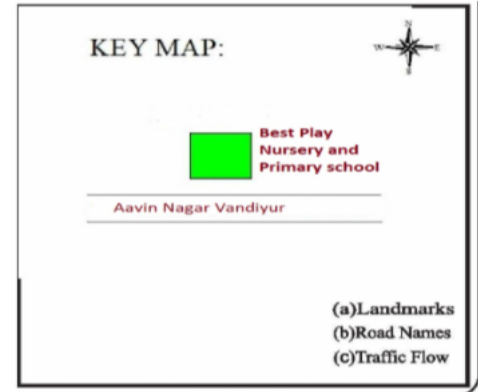 KEY MAP:
N
W E
S
Best Play
Nursery and
Primary school
Aavin Nagar Vandiyur
(a)Landmarks
(b)Road Names
(c)Traffic Flow